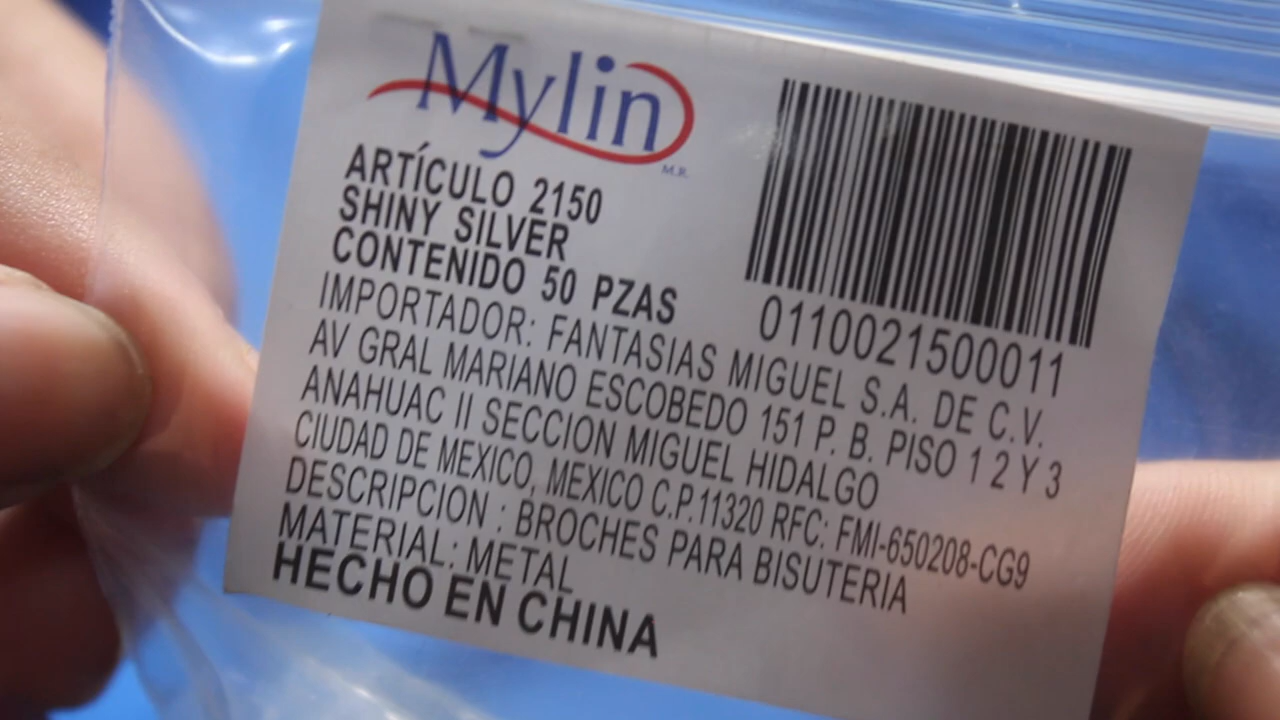 Mylin
M.R.
ARTÍCULO 2150
SHINY SILVER
CONTENIDO 50 PZAS
0110021500011
IMPORTADOR: FANTASIAS MIGUEL S.A. DE C.V.
AV GRAL MARIANO ESCOBEDO 151 P. B. PISO 1 2 Y 3
ANAHUAC II SECCION MIGUEL HIDALGO
CIUDAD DE MEXICO, MEXICO C.P.11320 RFC: FMI-650208-CG9
DESCRIPCION : BROCHES PARA BISUTERIA
MATERIAL: METAL
HECHO EN CHINA